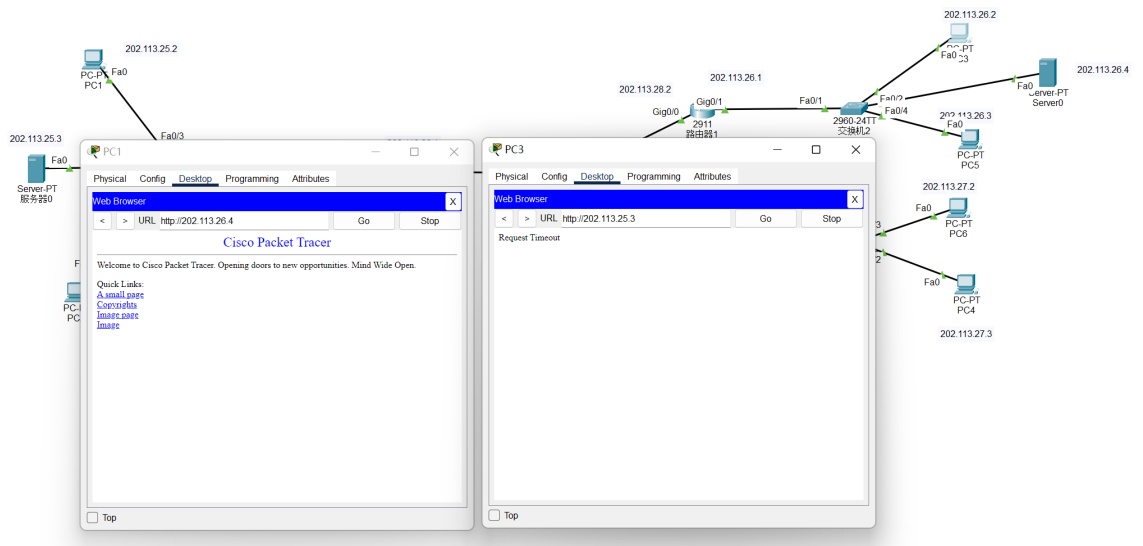 202.113.26.2
202.113.25.2
PC-PT
PC1
Fa0
Fa0
202.113.26.1
202.113.28.2
202.113.26.4
Gig0/1
Gig0/0
2911
路由器1
Fa0/1
Fa0/2
Fa0/4
2960-24TT
交换机2
Fa0
Server-PT
Server0
202.113.26.3
Fa0
PC-PT
PC5
202.113.25.3
Fa0/3
Fa0
Server-PT
服务器0
202.113.27.2
Fa0
PC-PT
PC6
Fa0
PC-PT
PC4
202.113.27.3
PC1
Physical Config Desktop Programming Attributes
Web Browser X
< > URL http://202.113.26.4 Go Stop
Cisco Packet Tracer
Welcome to Cisco Packet Tracer. Opening doors to new opportunities. Mind Wide Open.
Quick Links:
A small page
Copyrights
Image page
Image
Top
PC3
Physical Config Desktop Programming Attributes
Web Browser X
< > URL http://202.113.25.3 Go Stop
Request Timeout
Top